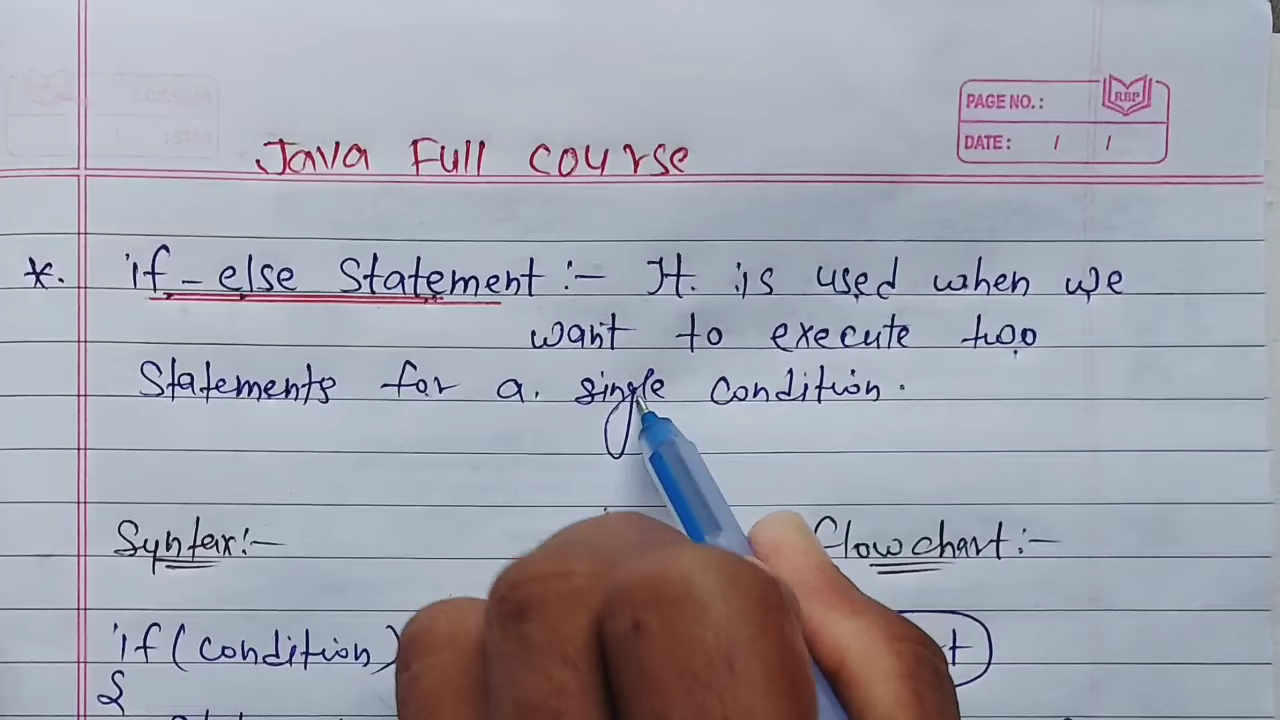 RBP
PAGE NO.:
DATE: / /
Java Full course
*. if-else Statement :- It is used when we
want to execute two
Statements for a. single condition.
Syntax:-
Flowchart:-
if (condition)
{